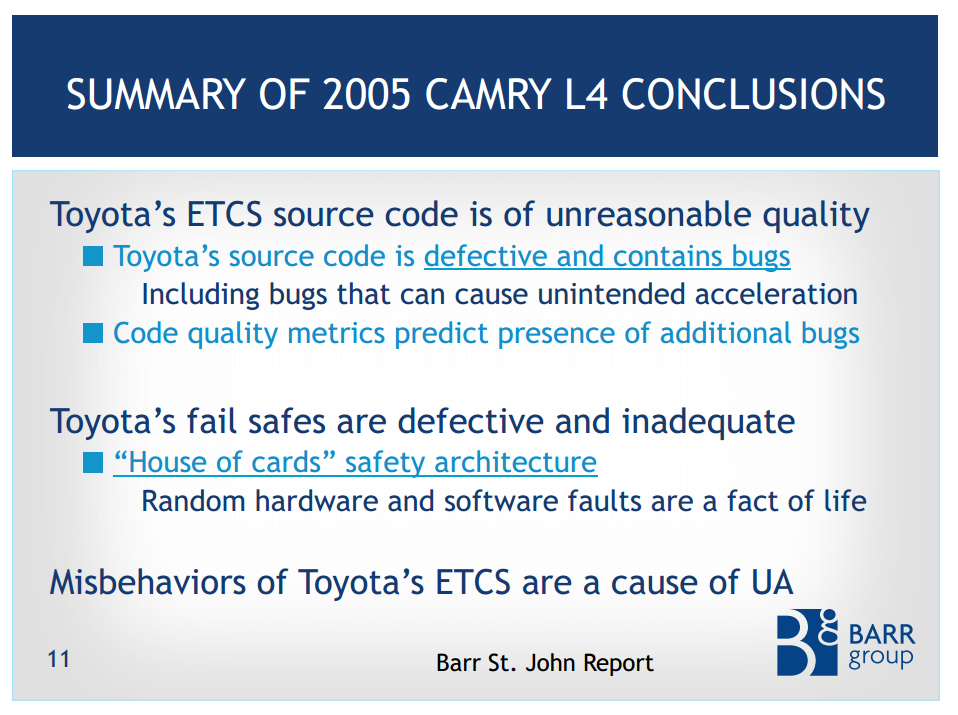 SUMMARY OF 2005 CAMRY L4 CONCLUSIONS
Toyota’s ETCS source code is of unreasonable quality
Toyota’s source code is defective and contains bugs
Including bugs that can cause unintended acceleration
Code quality metrics predict presence of additional bugs
Toyota’s fail safes are defective and inadequate
“House of cards” safety architecture
Random hardware and software faults are a fact of life
Misbehaviors of Toyota’s ETCS are a cause of UA
11
Barr St. John Report
Bg
BARR
group